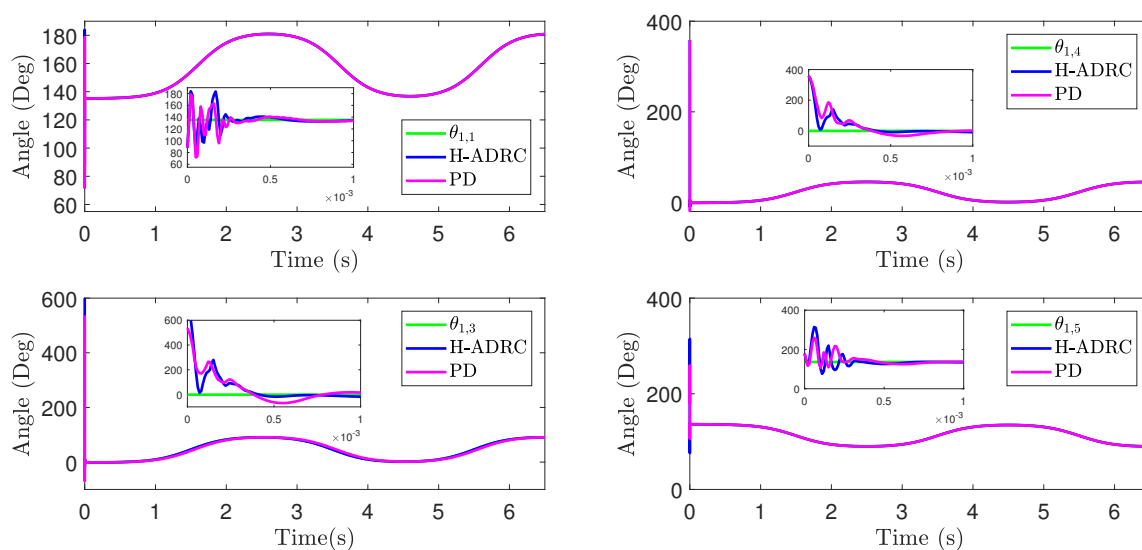 Angle (Deg)
180
160
140
120
100
80
60
180
160
140
120
100
80
60
0
0.5
1
×10⁻³
θ1,1
H-ADRC
PD
0 1 2 3 4 5 6
Time (s)
Angle (Deg)
400
200
0
400
200
0
0
0.5
1
×10⁻³
θ1,4
H-ADRC
PD
0 1 2 3 4 5 6
Time (s)
Angle (Deg)
600
400
200
0
600
400
200
0
0
0.5
1
×10⁻³
θ1,3
H-ADRC
PD
0 1 2 3 4 5 6
Time(s)
Angle (Deg)
400
300
200
100
0
400
200
100
0
0
0.5
1
×10⁻³
θ1,5
H-ADRC
PD
0 1 2 3 4 5 6
Time (s)